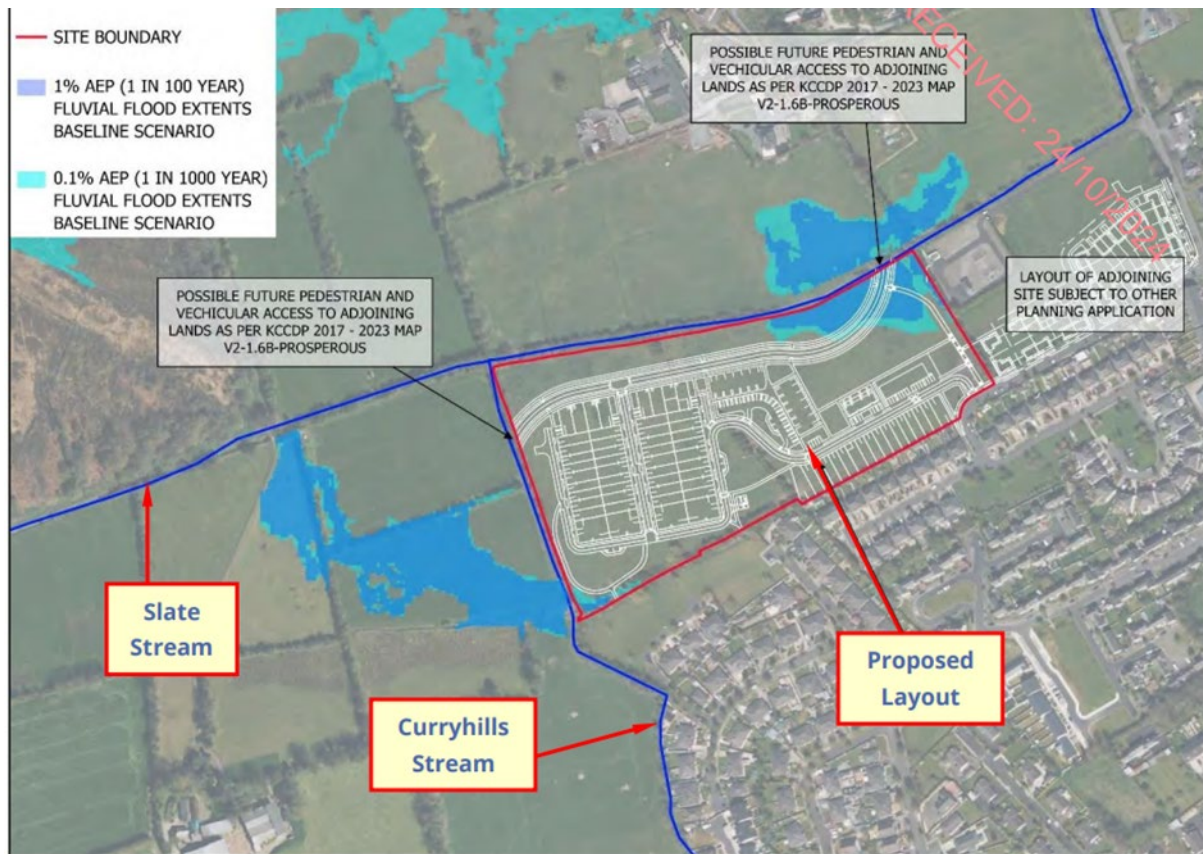 SITE BOUNDARY
1% AEP (1 IN 100 YEAR)
FLUVIAL FLOOD EXTENTS
BASELINE SCENARIO
0.1% AEP (1 IN 1000 YEAR)
FLUVIAL FLOOD EXTENTS
BASELINE SCENARIO
POSSIBLE FUTURE PEDESTRIAN AND
VECHICULAR ACCESS TO ADJOINING
LANDS AS PER KCCDP 2017 - 2023 MAP
V2-1.6B-PROSPEROUS
RECEIVED: 24/10/2024
POSSIBLE FUTURE PEDESTRIAN AND
VECHICULAR ACCESS TO ADJOINING
LANDS AS PER KCCDP 2017 - 2023 MAP
V2-1.6B-PROSPEROUS
LAYOUT OF ADJOINING
SITE SUBJECT TO OTHER
PLANNING APPLICATION
Slate
Stream
Curryhills
Stream
Proposed
Layout